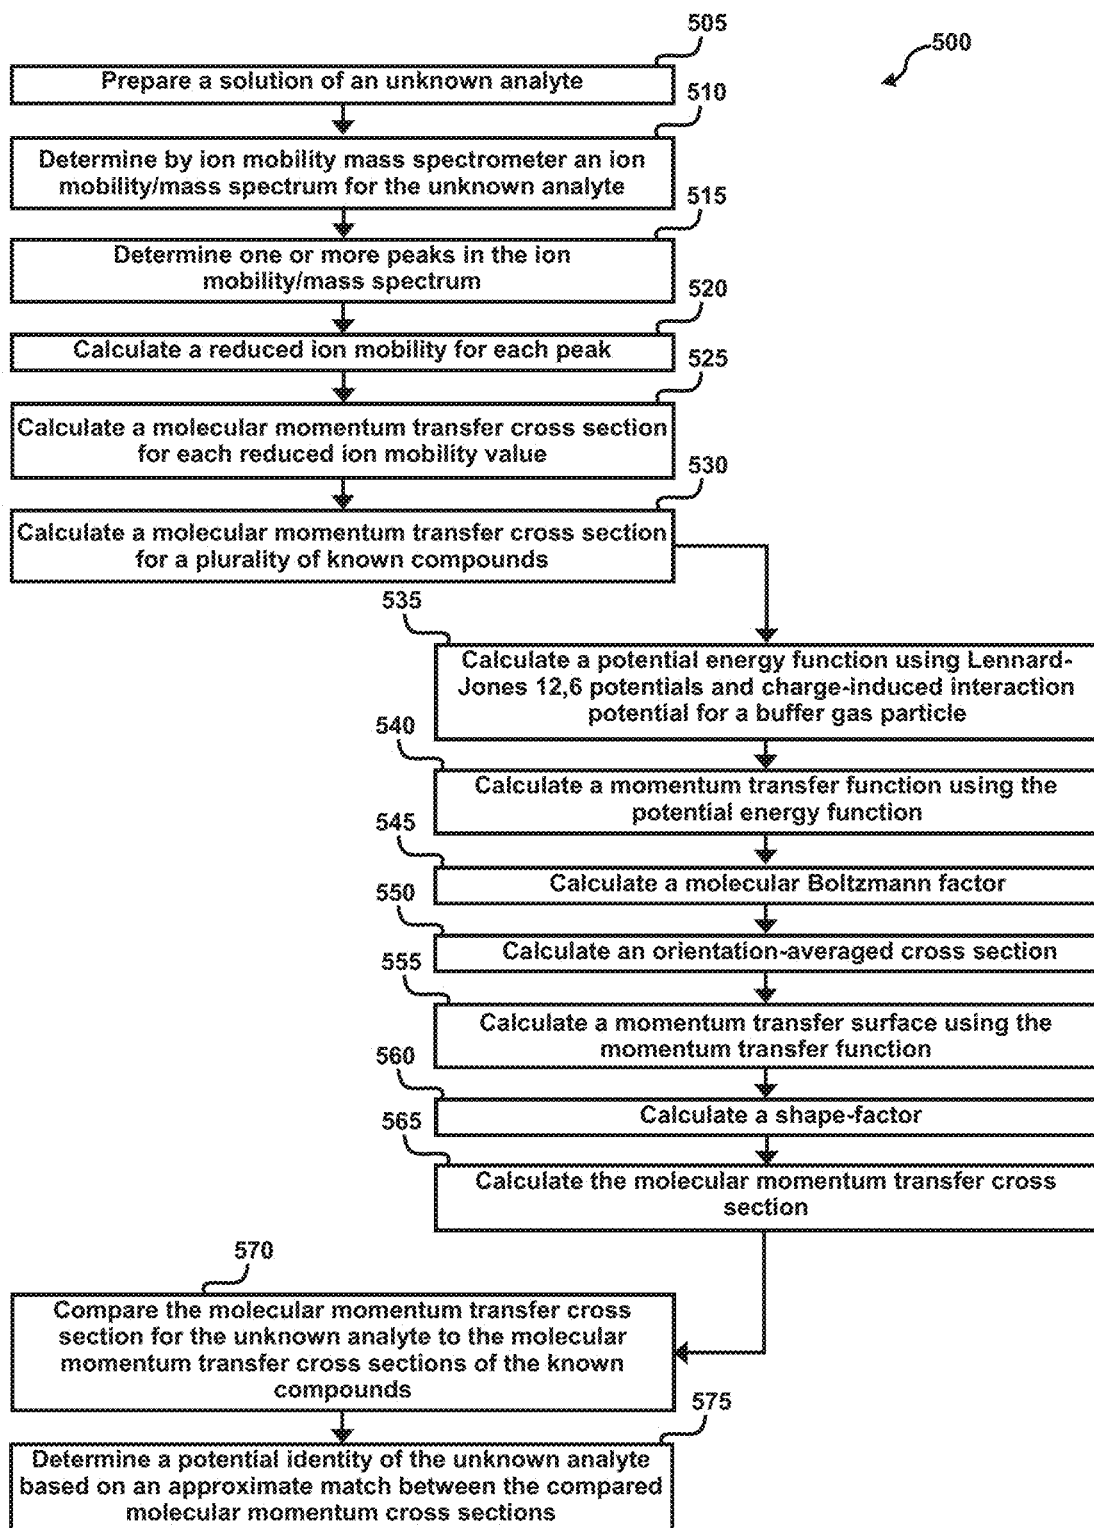 505
500
Prepare a solution of an unknown analyte
510
Determine by ion mobility mass spectrometer an ion
mobility/mass spectrum for the unknown analyte
515
Determine one or more peaks in the ion
mobility/mass spectrum
520
Calculate a reduced ion mobility for each peak
525
Calculate a molecular momentum transfer cross section
for each reduced ion mobility value
530
Calculate a molecular momentum transfer cross section
for a plurality of known compounds
535
Calculate a potential energy function using Lennard-
Jones 12,6 potentials and charge-induced interaction
potential for a buffer gas particle
540
Calculate a momentum transfer function using the
potential energy function
545
Calculate a molecular Boltzmann factor
550
Calculate an orientation-averaged cross section
555
Calculate a momentum transfer surface using the
momentum transfer function
560
Calculate a shape-factor
565
Calculate the molecular momentum transfer cross
section
570
Compare the molecular momentum transfer cross
section for the unknown analyte to the molecular
momentum transfer cross sections of the known
compounds
575
Determine a potential identity of the unknown analyte
based on an approximate match between the compared
molecular momentum cross sections